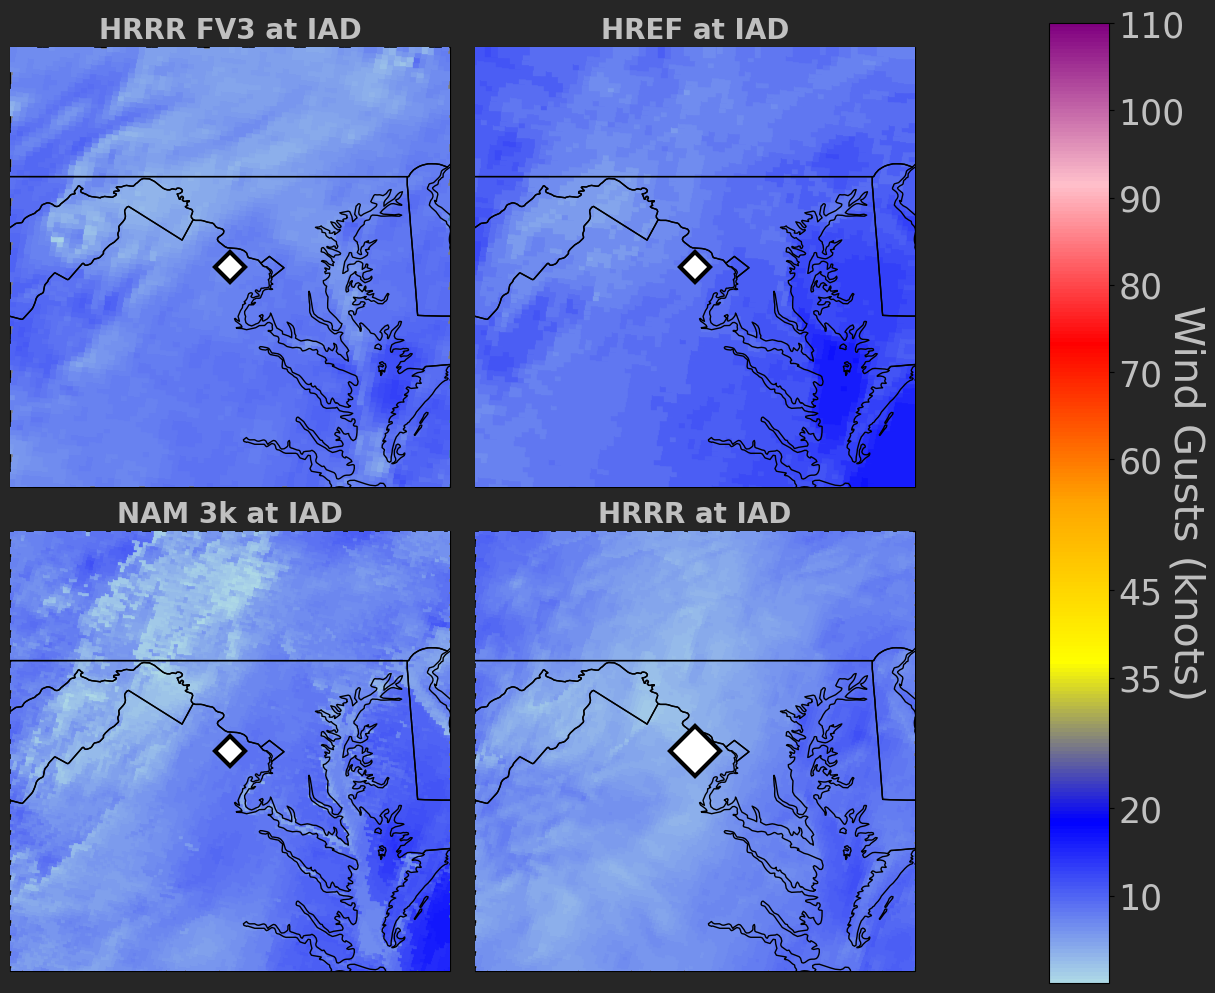 HRRR FV3 at IAD
HREF at IAD
NAM 3k at IAD
HRRR at IAD
110
100
90
80
70
60
45
35
20
10
Wind Gusts (knots)